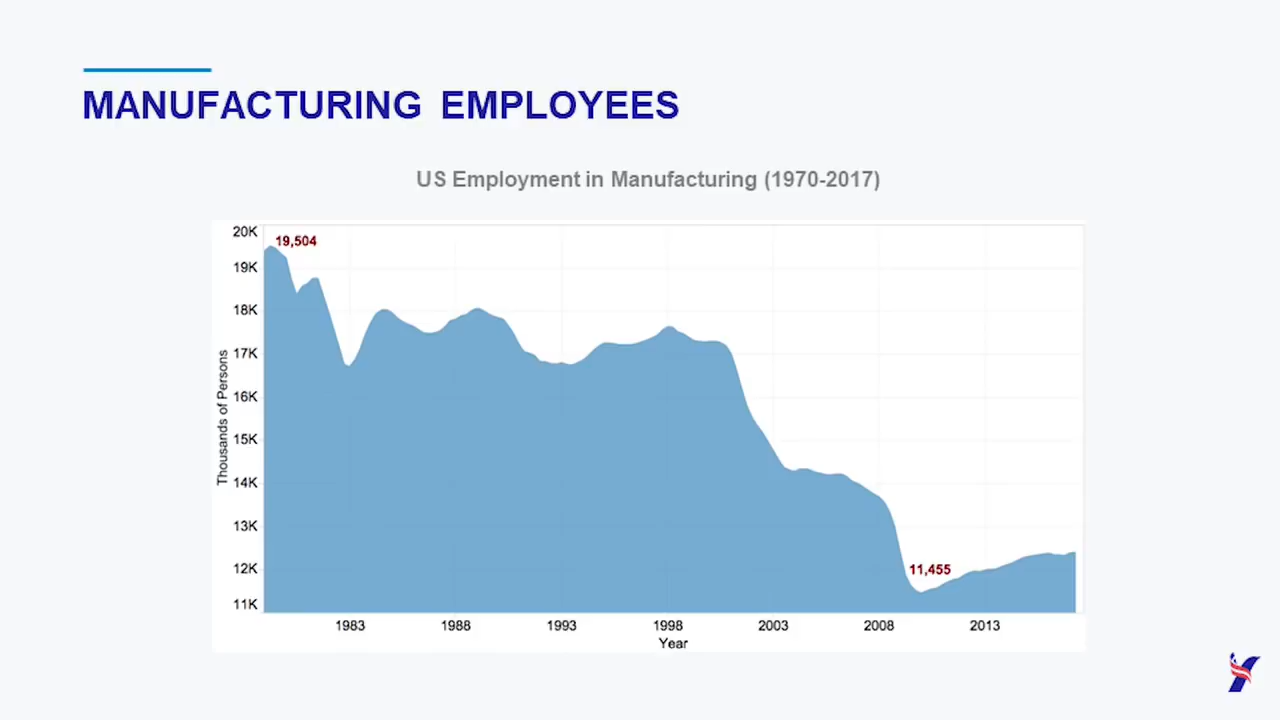 MANUFACTURING EMPLOYEES
US Employment in Manufacturing (1970-2017)
20K
19,504
19K
18K
17K
16K
15K
14K
13K
12K
11K
Thousands of Persons
11,455
1983 1988 1993 1998 2003 2008 2013
Year